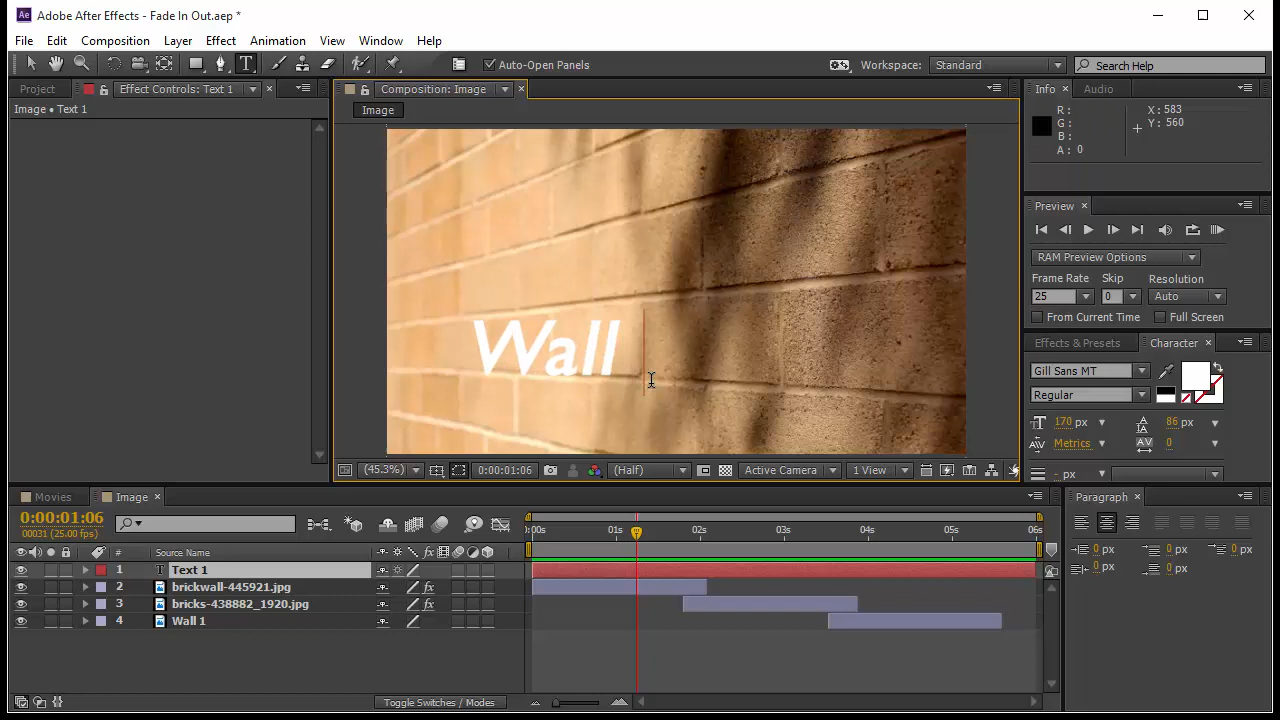 Ae Adobe After Effects - Fade In Out.aep *
File Edit Composition Layer Effect Animation View Window Help
T Auto-Open Panels Workspace: Standard Search Help
Project Effect Controls: Text 1 Composition: Image Info Audio
Image • Text 1
Image
R: X: 583
G: Y: 560
B:
A: 0
Preview
RAM Preview Options
Frame Rate Skip Resolution
25 0 Auto
From Current Time Full Screen
Wall
Effects & Presets Character
Gill Sans MT
Regular
170 px 86 px
Metrics AV 0
- px
(45.3%) 0:00:01:06 (Half) Active Camera 1 View
Movies Image
0:00:01:06
00031 (25.00 fps)
:00s 01s 02s 03s 04s 05s 06s
# Source Name fx
1 T Text 1
2 brickwall-445921.jpg fx
3 bricks-438882_1920.jpg fx
4 Wall 1
Toggle Switches / Modes
Paragraph
0 px 0 px 0 px
0 px 0 px